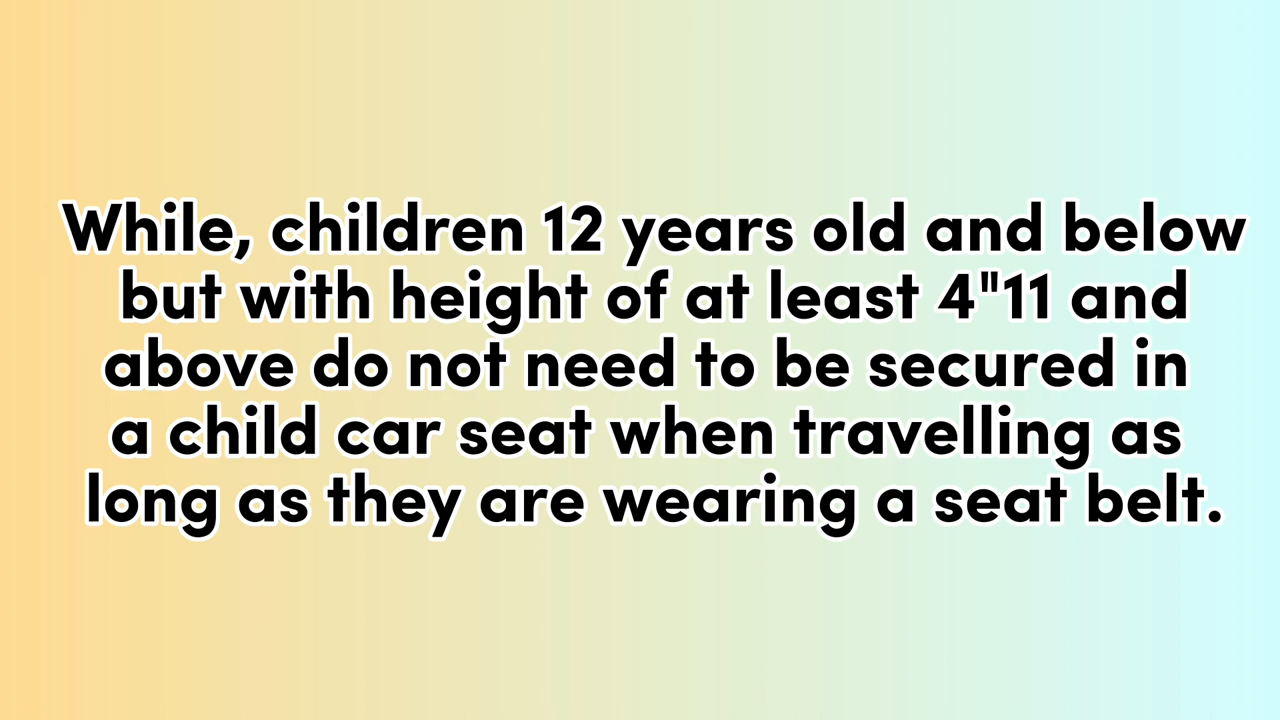 While, children 12 years old and below
but with height of at least 4"11 and
above do not need to be secured in
a child car seat when travelling as
long as they are wearing a seat belt.